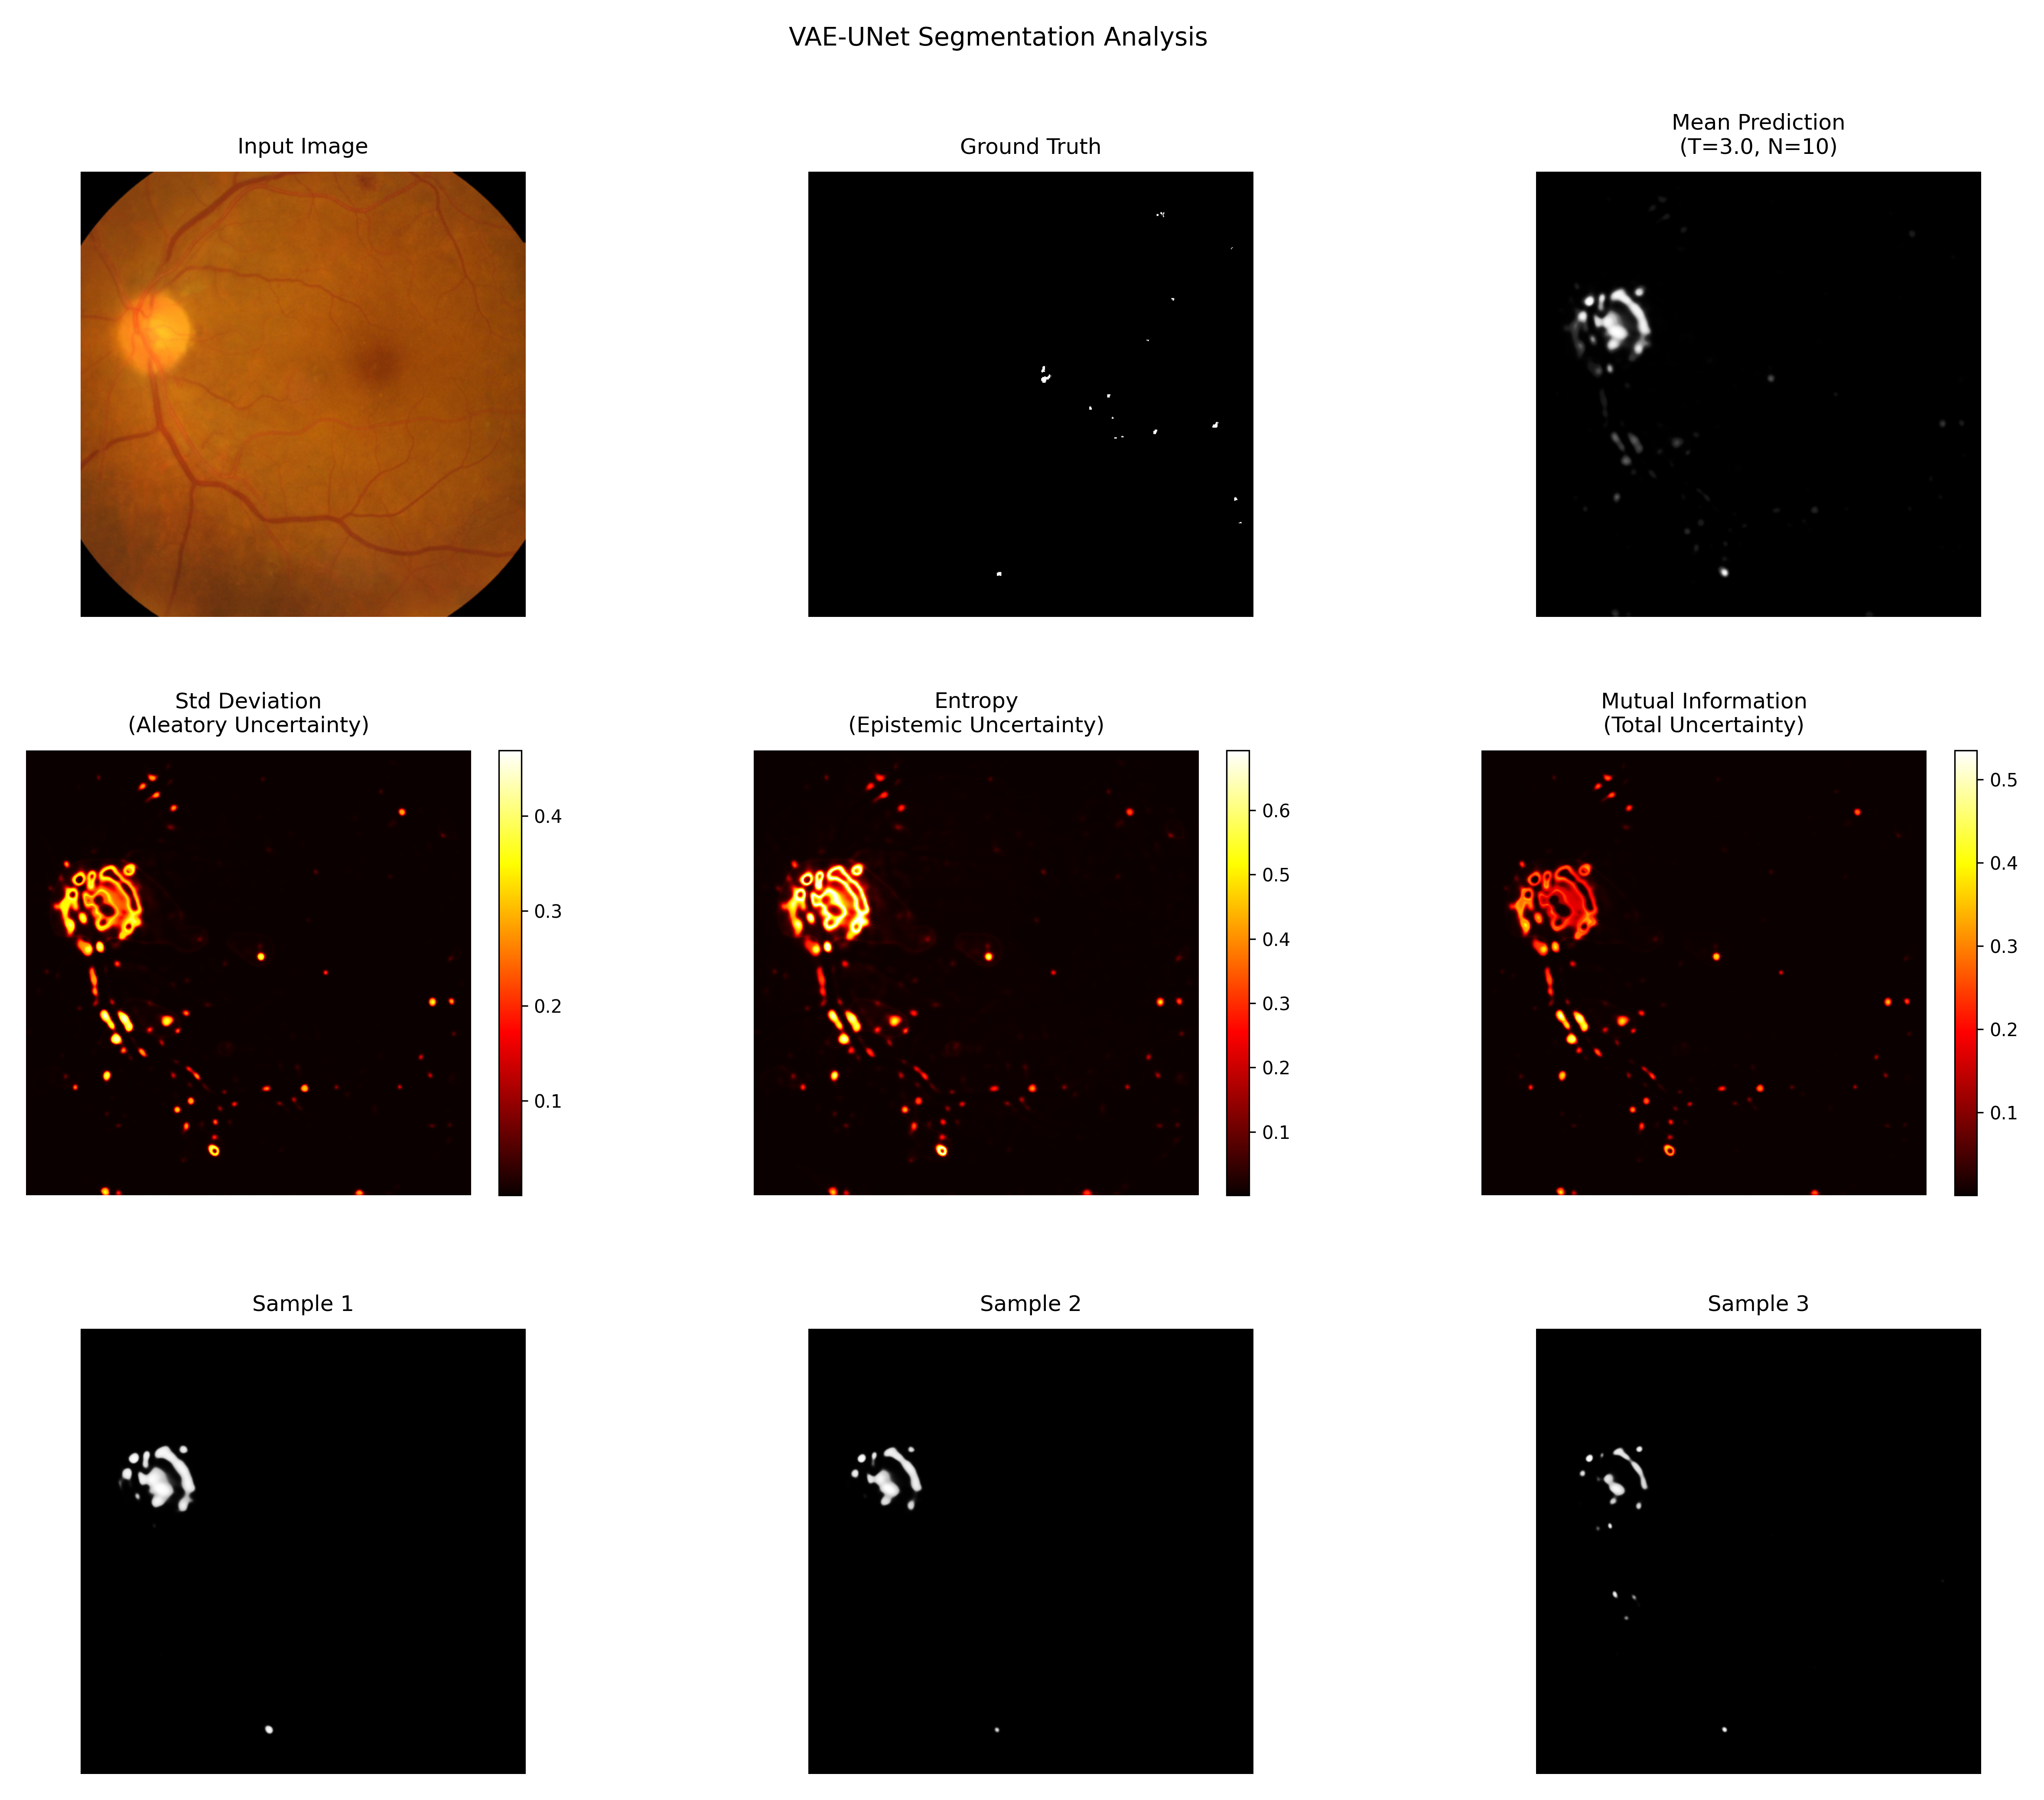 VAE-UNet Segmentation Analysis
Input Image
Ground Truth
Mean Prediction
(T=3.0, N=10)
Std Deviation
(Aleatory Uncertainty)
0.4
0.3
0.2
0.1
Entropy
(Epistemic Uncertainty)
0.6
0.5
0.4
0.3
0.2
0.1
Mutual Information
(Total Uncertainty)
0.5
0.4
0.3
0.2
0.1
Sample 1
Sample 2
Sample 3